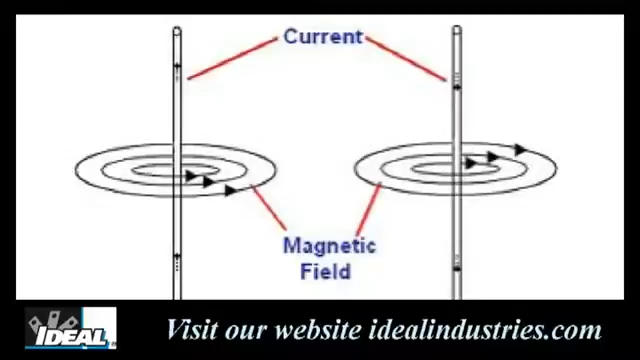 Current
Magnetic
Field
IDEAL
Visit our website idealindustries.com